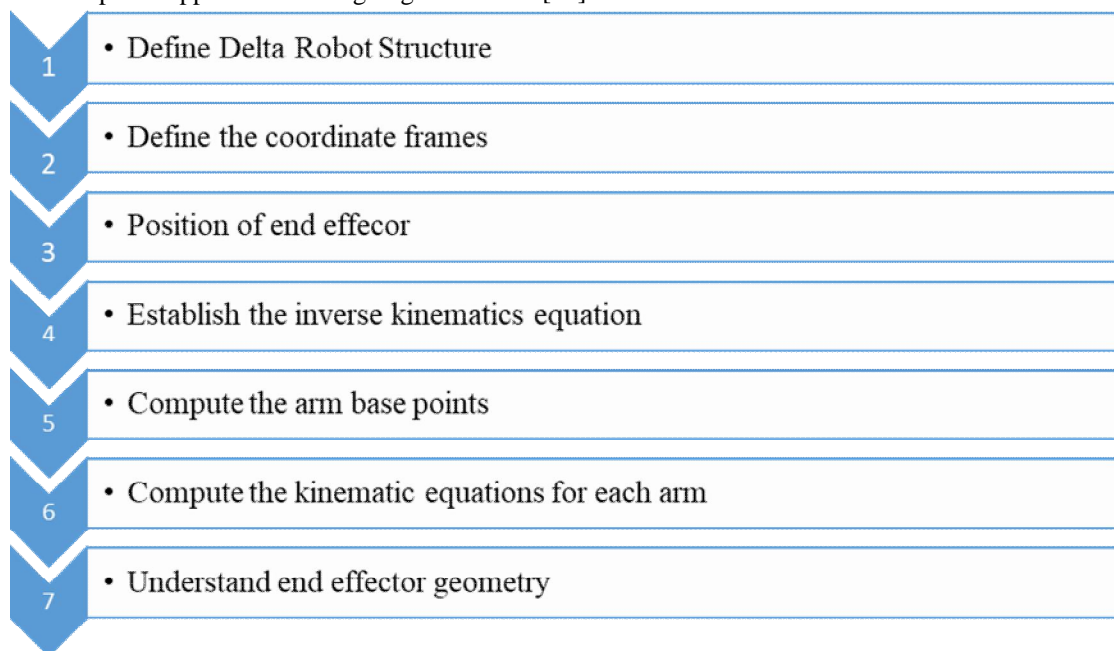 1
• Define Delta Robot Structure
2
• Define the coordinate frames
3
• Position of end effecor
4
• Establish the inverse kinematics equation
5
• Compute the arm base points
6
• Compute the kinematic equations for each arm
7
• Understand end effector geometry